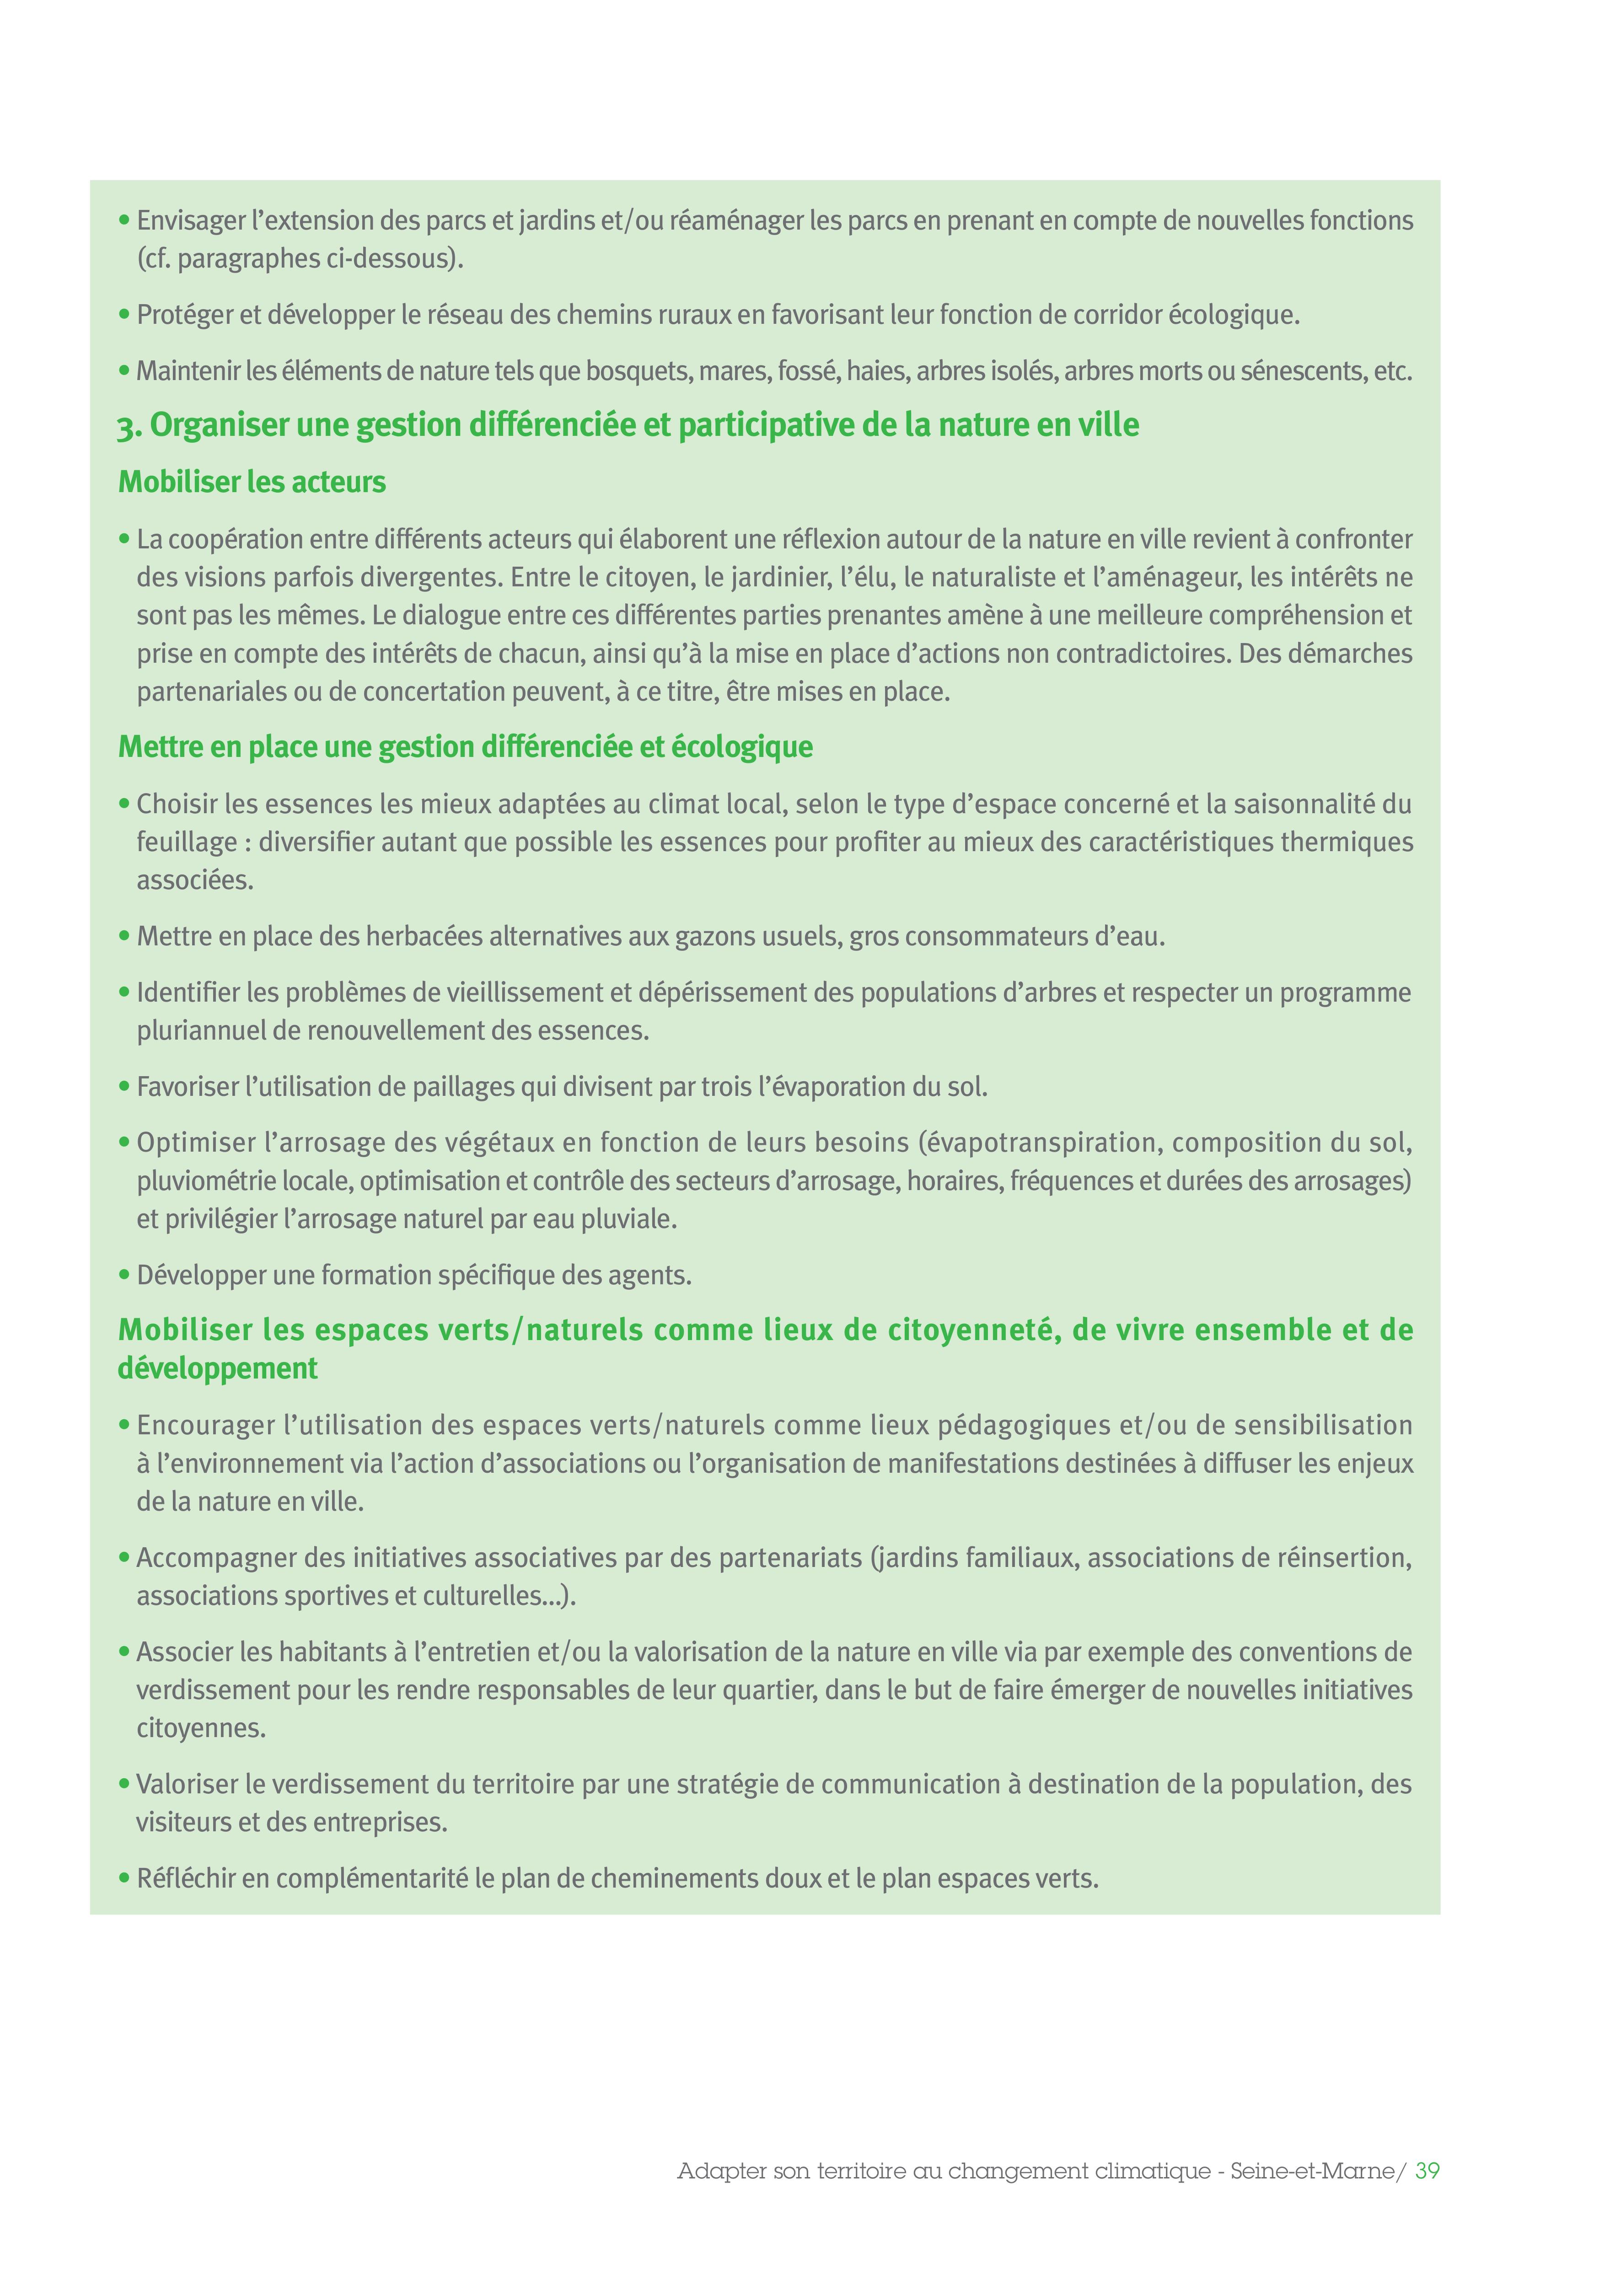 • Envisager l’extension des parcs et jardins et/ou réaménager les parcs en prenant en compte de nouvelles fonctions
(cf. paragraphes ci-dessous).
• Protéger et développer le réseau des chemins ruraux en favorisant leur fonction de corridor écologique.
• Maintenir les éléments de nature tels que bosquets, mares, fossé, haies, arbres isolés, arbres morts ou sénescents, etc.
3. Organiser une gestion différenciée et participative de la nature en ville
Mobiliser les acteurs
• La coopération entre différents acteurs qui élaborent une réflexion autour de la nature en ville revient à confronter
des visions parfois divergentes. Entre le citoyen, le jardinier, l’élu, le naturaliste et l’aménageur, les intérêts ne
sont pas les mêmes. Le dialogue entre ces différentes parties prenantes amène à une meilleure compréhension et
prise en compte des intérêts de chacun, ainsi qu’à la mise en place d’actions non contradictoires. Des démarches
partenariales ou de concertation peuvent, à ce titre, être mises en place.
Mettre en place une gestion différenciée et écologique
• Choisir les essences les mieux adaptées au climat local, selon le type d’espace concerné et la saisonnalité du
feuillage : diversifier autant que possible les essences pour profiter au mieux des caractéristiques thermiques
associées.
• Mettre en place des herbacées alternatives aux gazons usuels, gros consommateurs d’eau.
• Identifier les problèmes de vieillissement et dépérissement des populations d’arbres et respecter un programme
pluriannuel de renouvellement des essences.
• Favoriser l’utilisation de paillages qui divisent par trois l’évaporation du sol.
• Optimiser l’arrosage des végétaux en fonction de leurs besoins (évapotranspiration, composition du sol,
pluviométrie locale, optimisation et contrôle des secteurs d’arrosage, horaires, fréquences et durées des arrosages)
et privilégier l’arrosage naturel par eau pluviale.
• Développer une formation spécifique des agents.
Mobiliser les espaces verts/naturels comme lieux de citoyenneté, de vivre ensemble et de
développement
• Encourager l’utilisation des espaces verts/naturels comme lieux pédagogiques et/ou de sensibilisation
à l’environnement via l’action d’associations ou l’organisation de manifestations destinées à diffuser les enjeux
de la nature en ville.
• Accompagner des initiatives associatives par des partenariats (jardins familiaux, associations de réinsertion,
associations sportives et culturelles...).
• Associer les habitants à l’entretien et/ou la valorisation de la nature en ville via par exemple des conventions de
verdissement pour les rendre responsables de leur quartier, dans le but de faire émerger de nouvelles initiatives
citoyennes.
• Valoriser le verdissement du territoire par une stratégie de communication à destination de la population, des
visiteurs et des entreprises.
• Réfléchir en complémentarité le plan de cheminements doux et le plan espaces verts.
Adapter son territoire au changement climatique - Seine-et-Marne/ 39